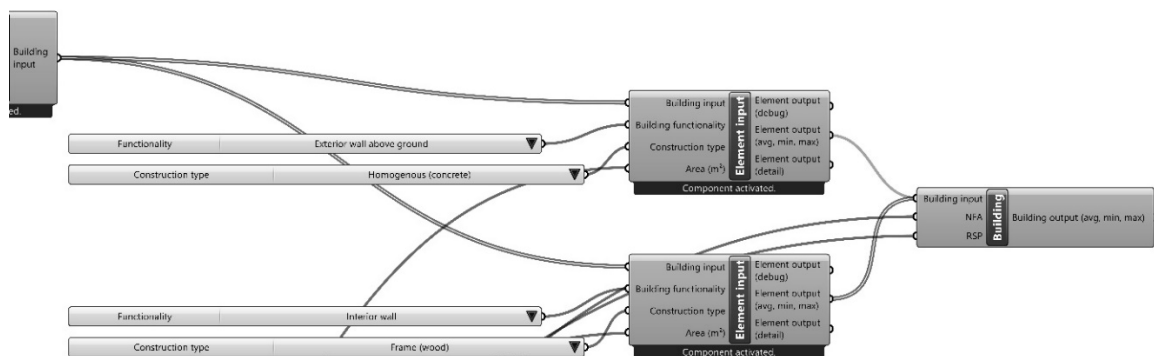 Building
input
ed.
Functionality
Exterior wall above ground
Construction type
Homogenous (concrete)
Building input
Building functionality
Construction type
Area (m²)
Element input
Element output
(debug)
Element output
(avg, min, max)
Element output
(detail)
Component activated.
Functionality
Interior wall
Construction type
Frame (wood)
Building input
Building functionality
Construction type
Area (m²)
Element input
Element output
(debug)
Element output
(avg, min, max)
Element output
(detail)
Component activated.
Building input
NFA
RSP
Building
Building output (avg, min, max)